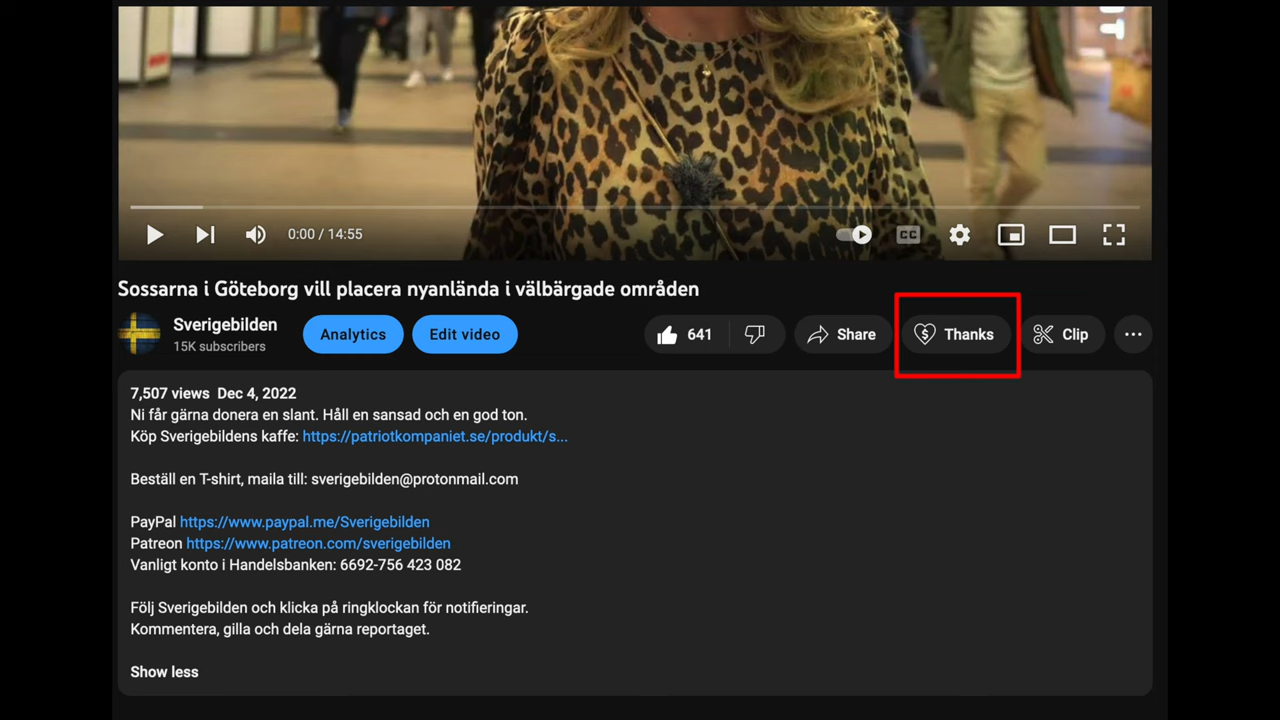 0:00 / 14:55
CC
Sossarna i Göteborg vill placera nyanlända i välbärgade områden
Sverigebilden
15K subscribers
Analytics
Edit video
641
Share
Thanks
Clip
7,507 views Dec 4, 2022
Ni får gärna donera en slant. Håll en sansad och en god ton.
Köp Sverigebildens kaffe: https://patriotkompaniet.se/produkt/s...
Beställ en T-shirt, maila till: sverigebilden@protonmail.com
PayPal https://www.paypal.me/Sverigebilden
Patreon https://www.patreon.com/sverigebilden
Vanligt konto i Handelsbanken: 6692-756 423 082
Följ Sverigebilden och klicka på ringklockan för notifieringar.
Kommentera, gilla och dela gärna reportaget.
Show less